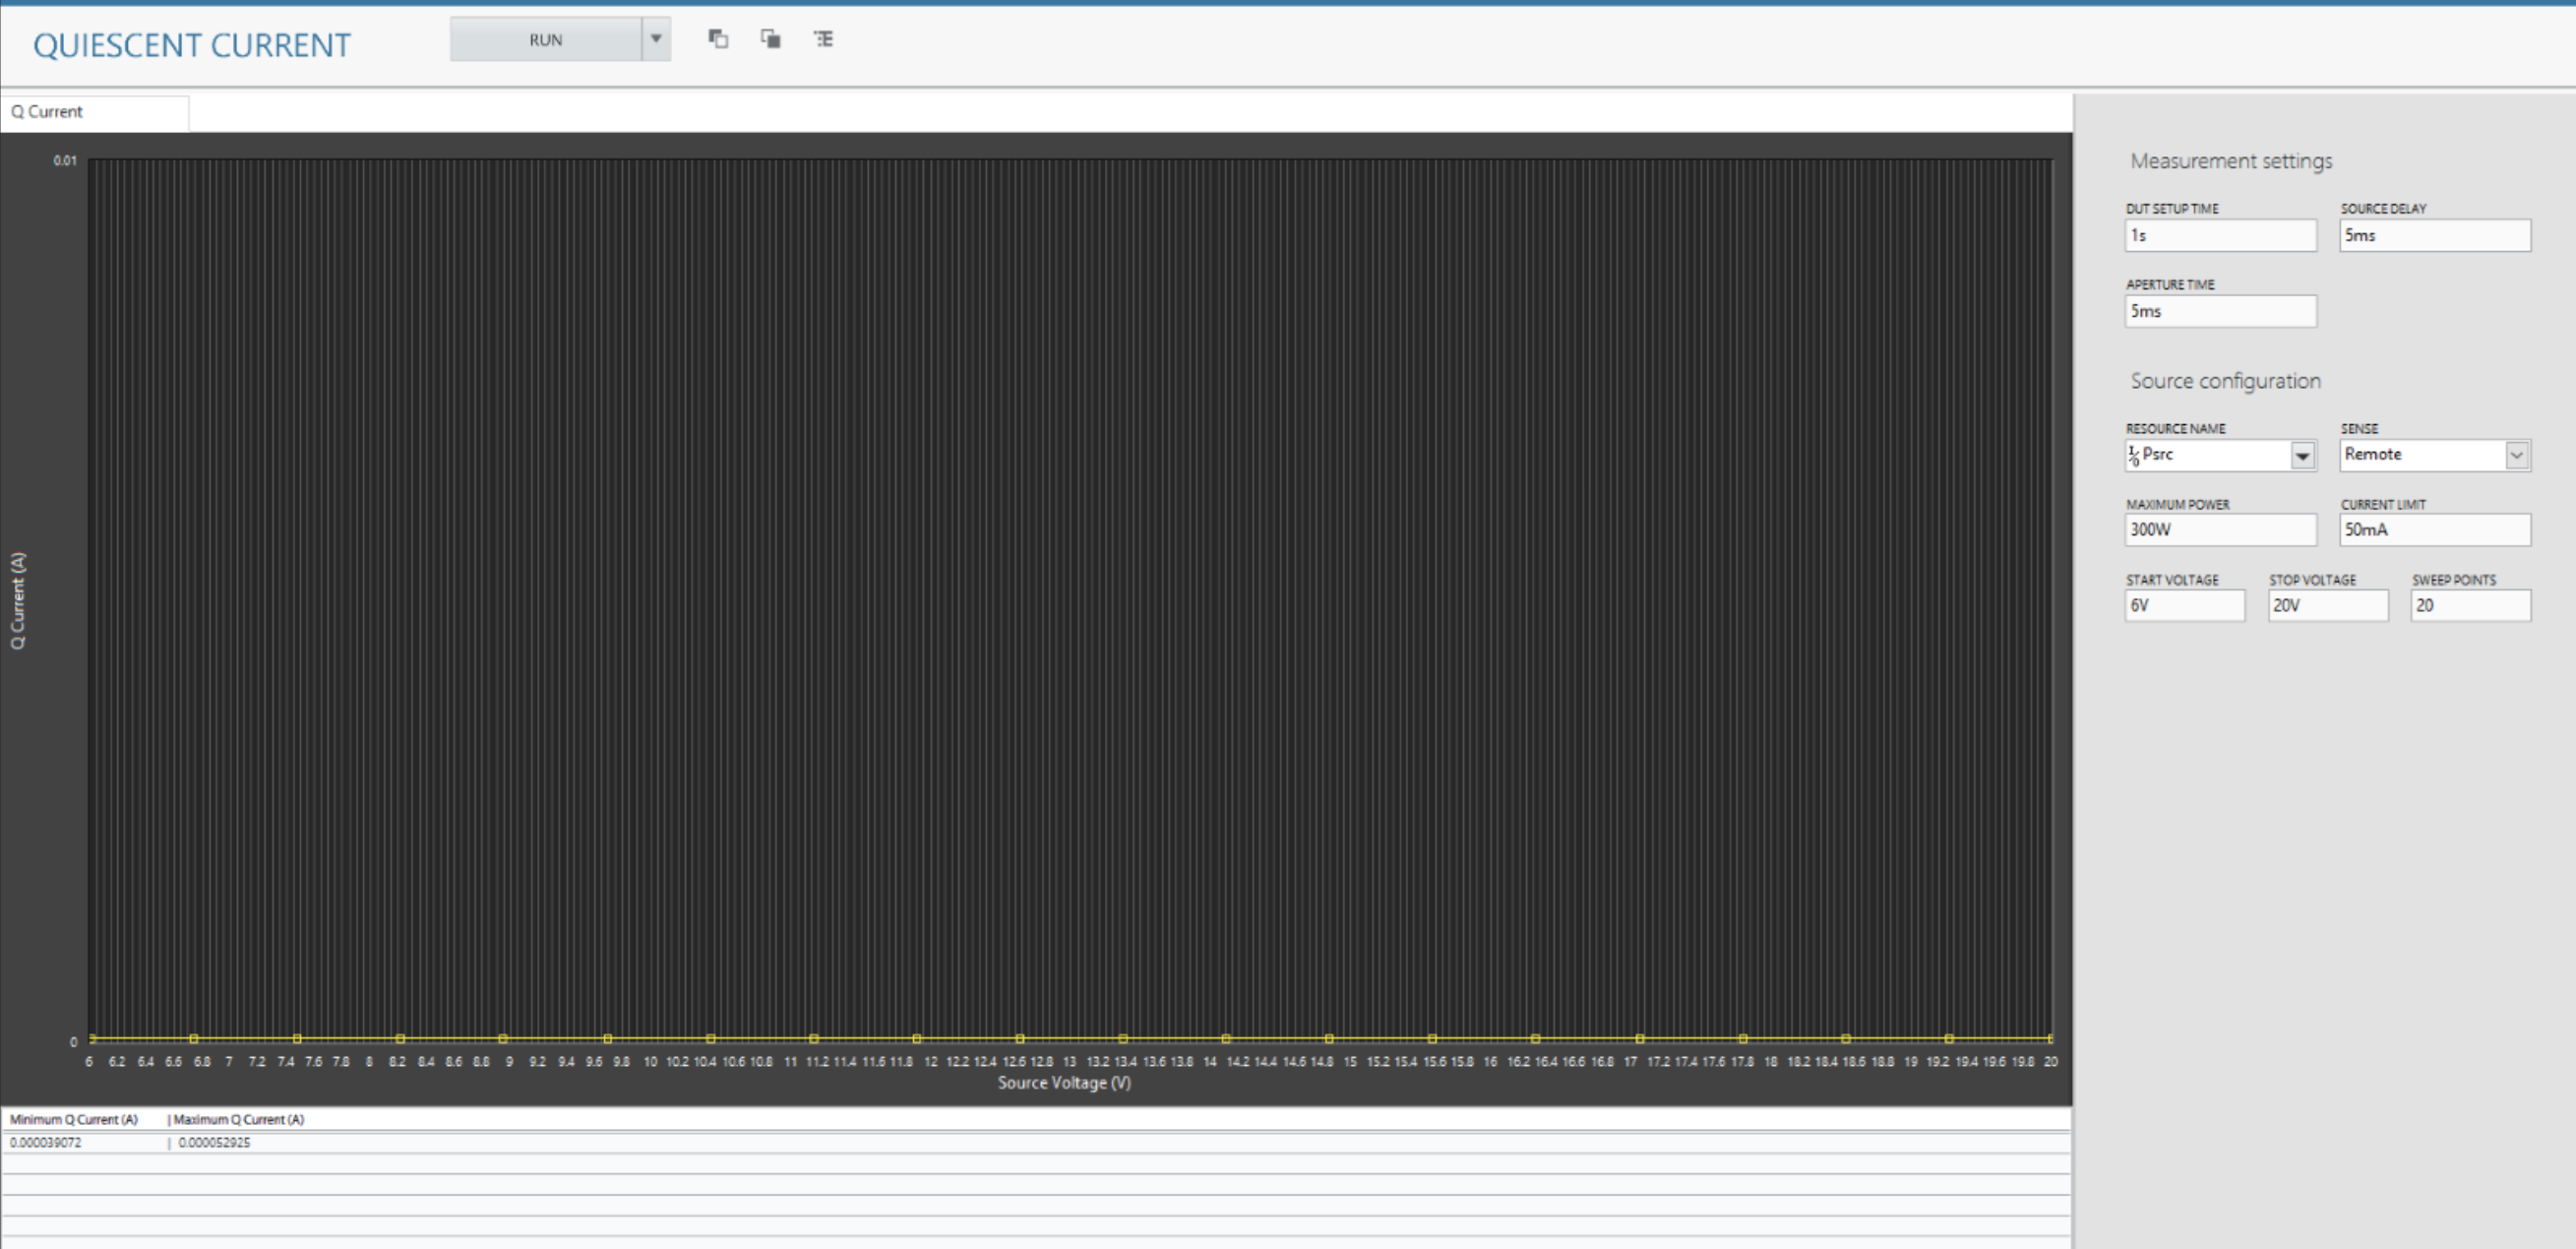 QUIESCENT CURRENT
RUN
Q Current
0.01
Q Current (A)
0
6 6.2 6.4 6.6 6.8 7 7.2 7.4 7.6 7.8 8 8.2 8.4 8.6 8.8 9 9.2 9.4 9.6 9.8 10 10.2 10.4 10.6 10.8 11 11.2 11.4 11.6 11.8 12 12.2 12.4 12.6 12.8 13 13.2 13.4 13.6 13.8 14 14.2 14.4 14.6 14.8 15 15.2 15.4 15.6 15.8 16 16.2 16.4 16.6 16.8 17 17.2 17.4 17.6 17.8 18 18.2 18.4 18.6 18.8 19 19.2 19.4 19.6 19.8 20
Source Voltage (V)
Minimum Q Current (A) | Maximum Q Current (A)
0.000039072 | 0.000052925
Measurement settings
DUT SETUP TIME SOURCE DELAY
1s 5ms
APERTURE TIME
5ms
Source configuration
RESOURCE NAME SENSE
Psrc Remote
MAXIMUM POWER CURRENT LIMIT
300W 50mA
START VOLTAGE STOP VOLTAGE SWEEP POINTS
6V 20V 20